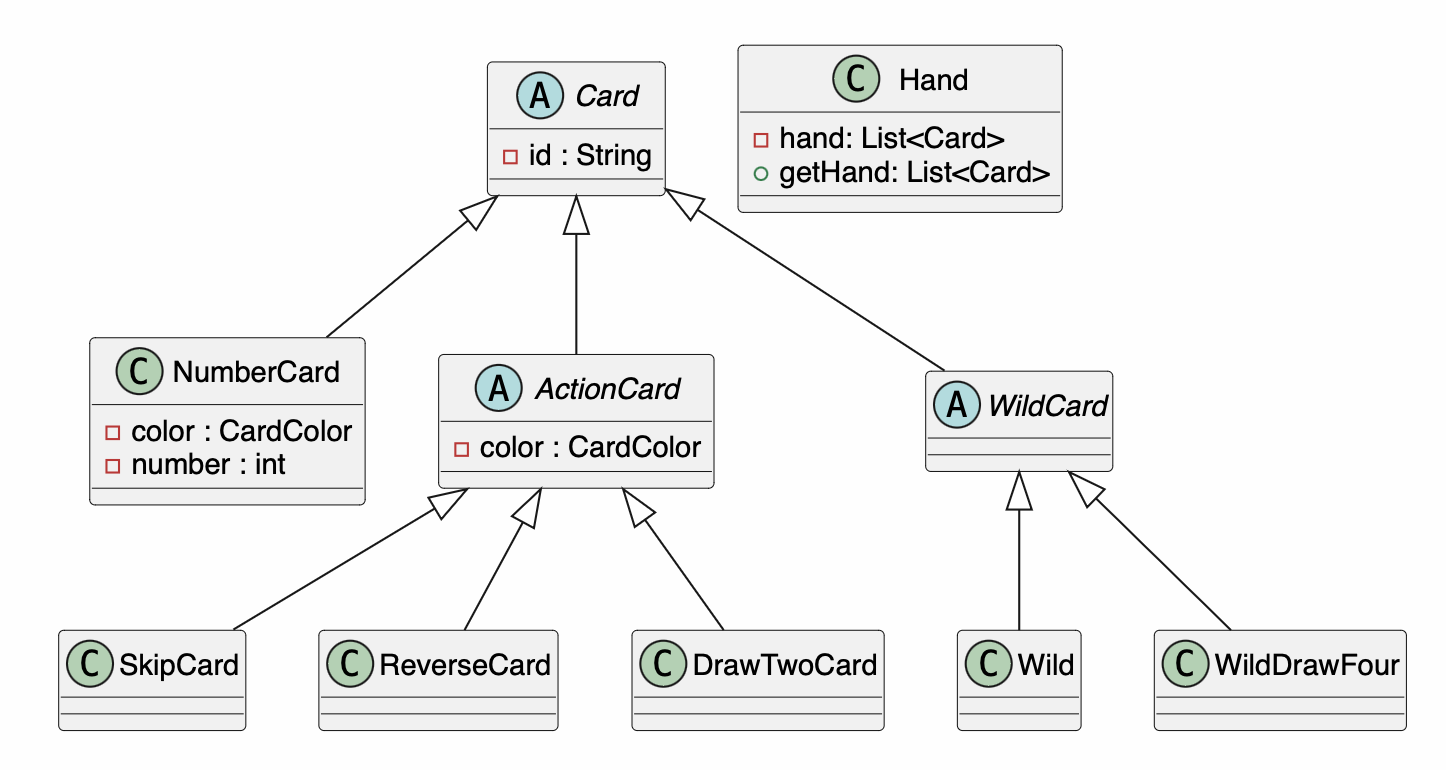 A Card
id : String
C Hand
hand: List<Card>
getHand: List<Card>
C NumberCard
color : CardColor
number : int
A ActionCard
color : CardColor
A WildCard
C SkipCard
C ReverseCard
C DrawTwoCard
C Wild
C WildDrawFour